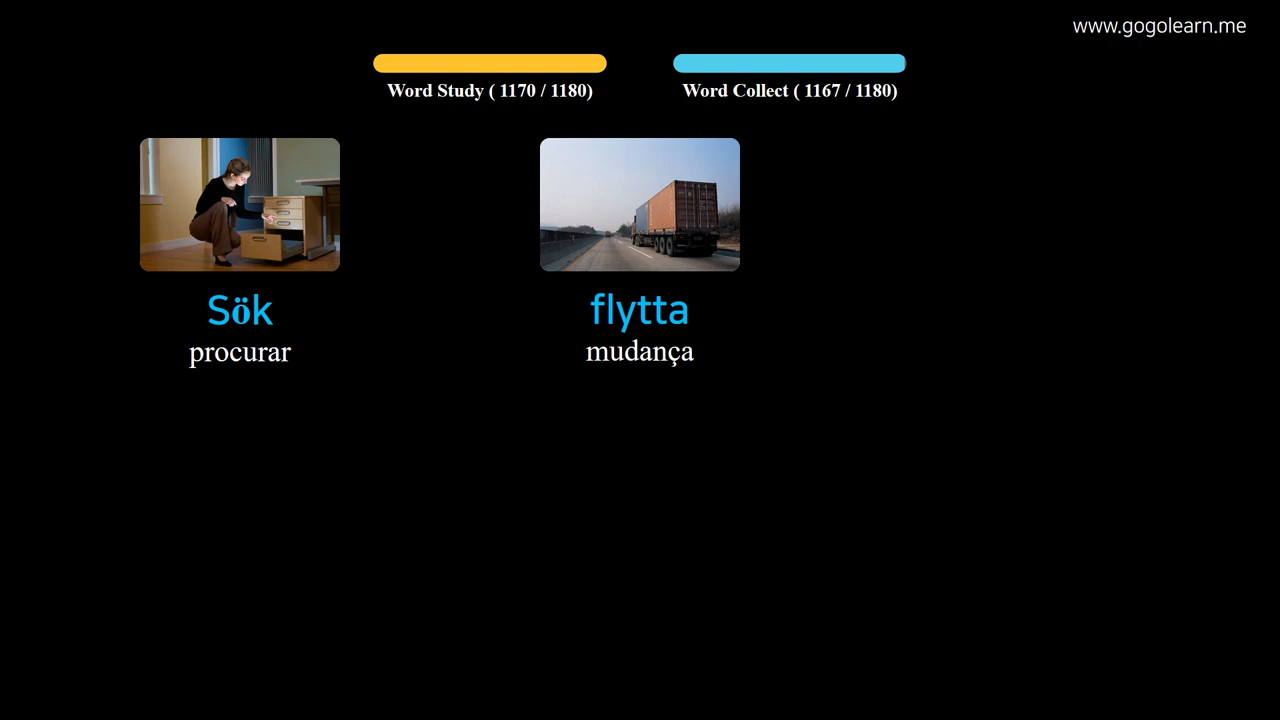 www.gogolearn.me
Word Study ( 1170 / 1180)
Word Collect ( 1167 / 1180)
Sök
procurar
flytta
mudança